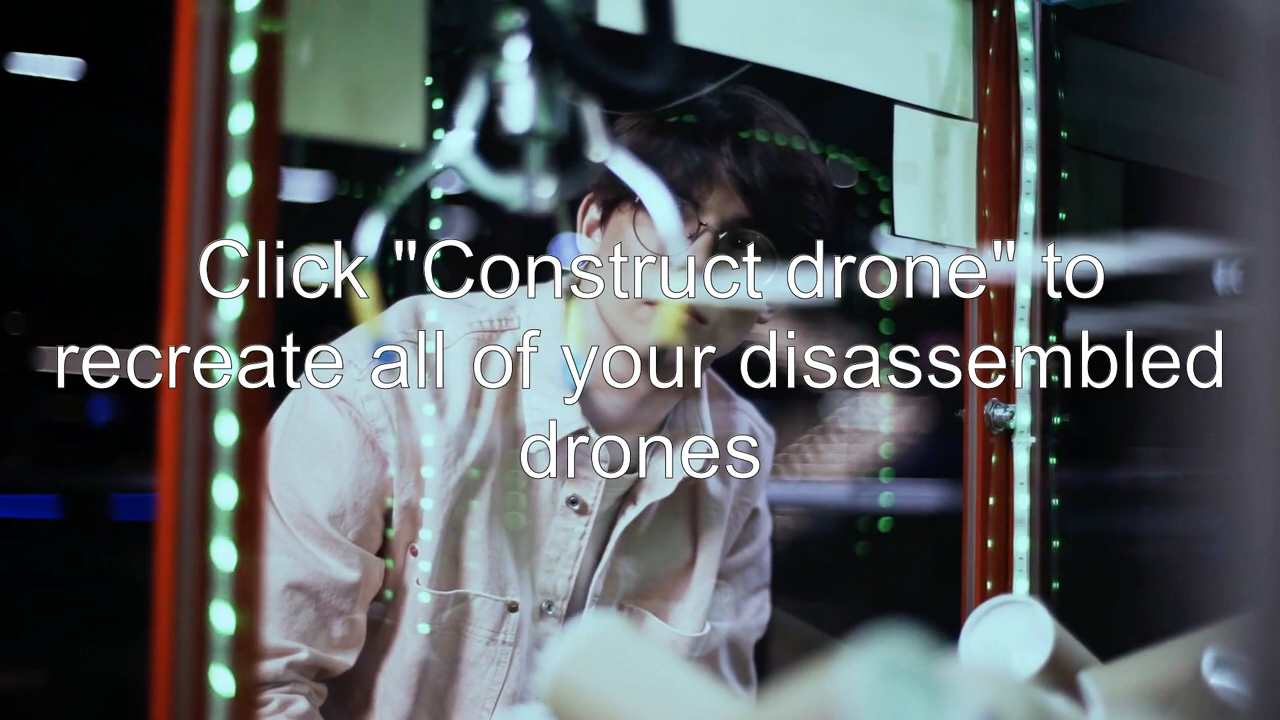 Click "Construct drone" to
recreate all of your disassembled
drones